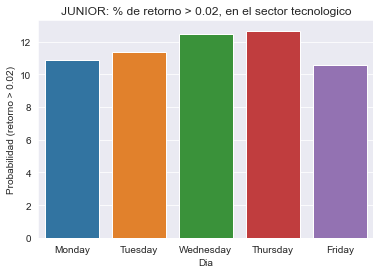 JUNIOR: % de retorno > 0.02, en el sector tecnologico
Probabilidad (retorno > 0.02)
12
10
8
6
4
2
0
Monday Tuesday Wednesday Thursday Friday
Dia